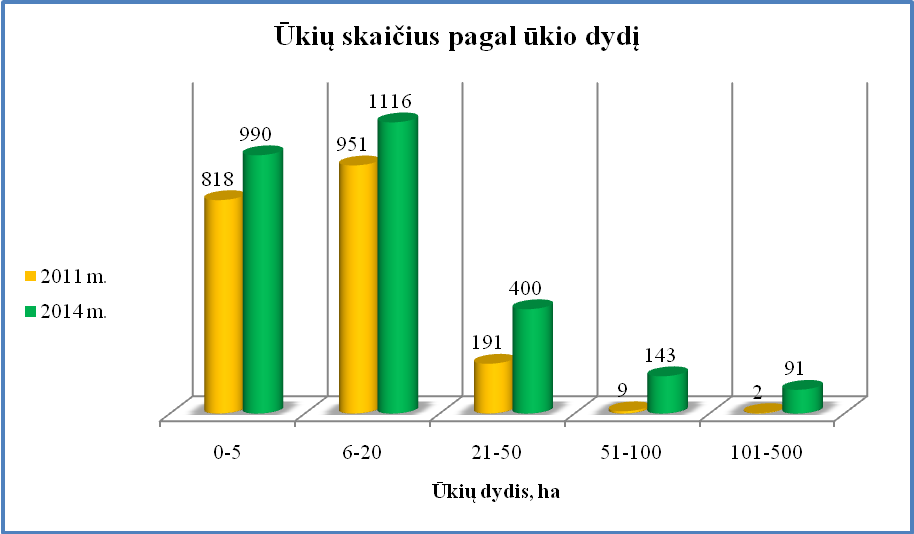 Ūkių skaičius pagal ūkio dydį
1116
990
951
818
400
191
143
91
9
2
2011 m.
2014 m.
0-5 6-20 21-50 51-100 101-500
Ūkių dydis, ha